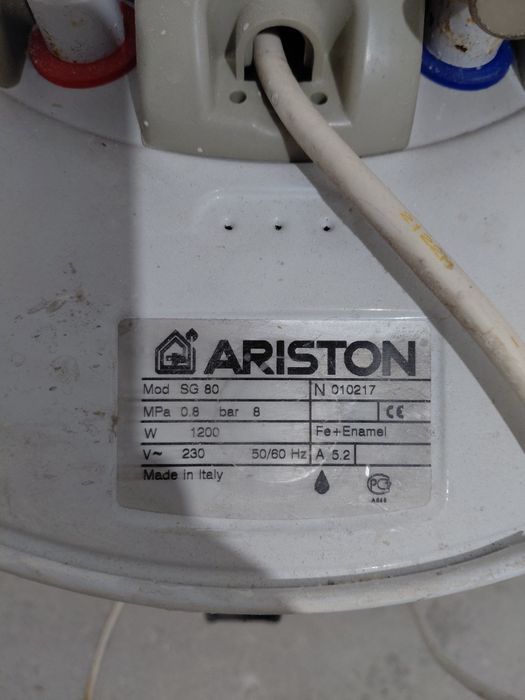 ARISTON
Mod SG 80 N 010217
MPa 0.8 bar 8 CE
W 1200 Fe+Enamel
V~ 230 50/60 Hz A 5.2
Made in Italy
PC